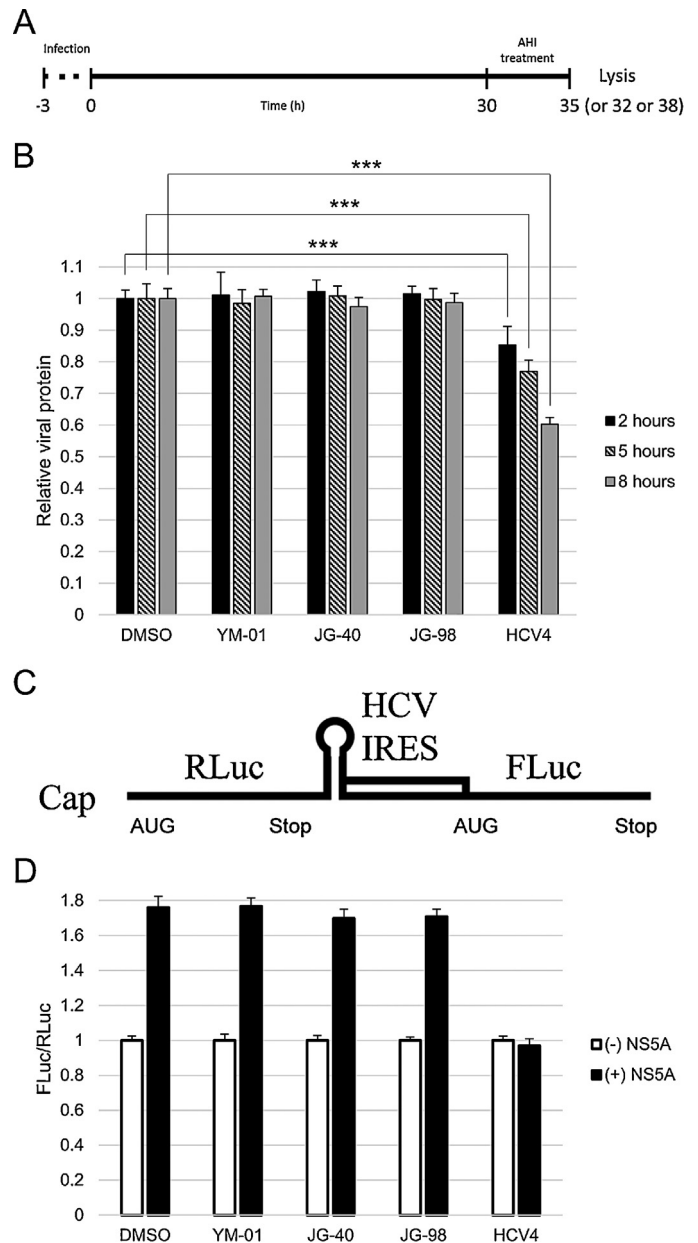 A
Infection
AHI
treatment
-3 0 Time (h) 30 35 (or 32 or 38)
Lysis
B
***
***
***
Relative viral protein
1.1
1
0.9
0.8
0.7
0.6
0.5
0.4
0.3
0.2
0.1
0
DMSO YM-01 JG-40 JG-98 HCV4
2 hours
5 hours
8 hours
C
HCV
IRES
RLuc FLuc
Cap
AUG Stop AUG Stop
D
FLuc/RLuc
1.8
1.6
1.4
1.2
1
0.8
0.6
0.4
0.2
0
DMSO YM-01 JG-40 JG-98 HCV4
(-) NS5A
(+) NS5A